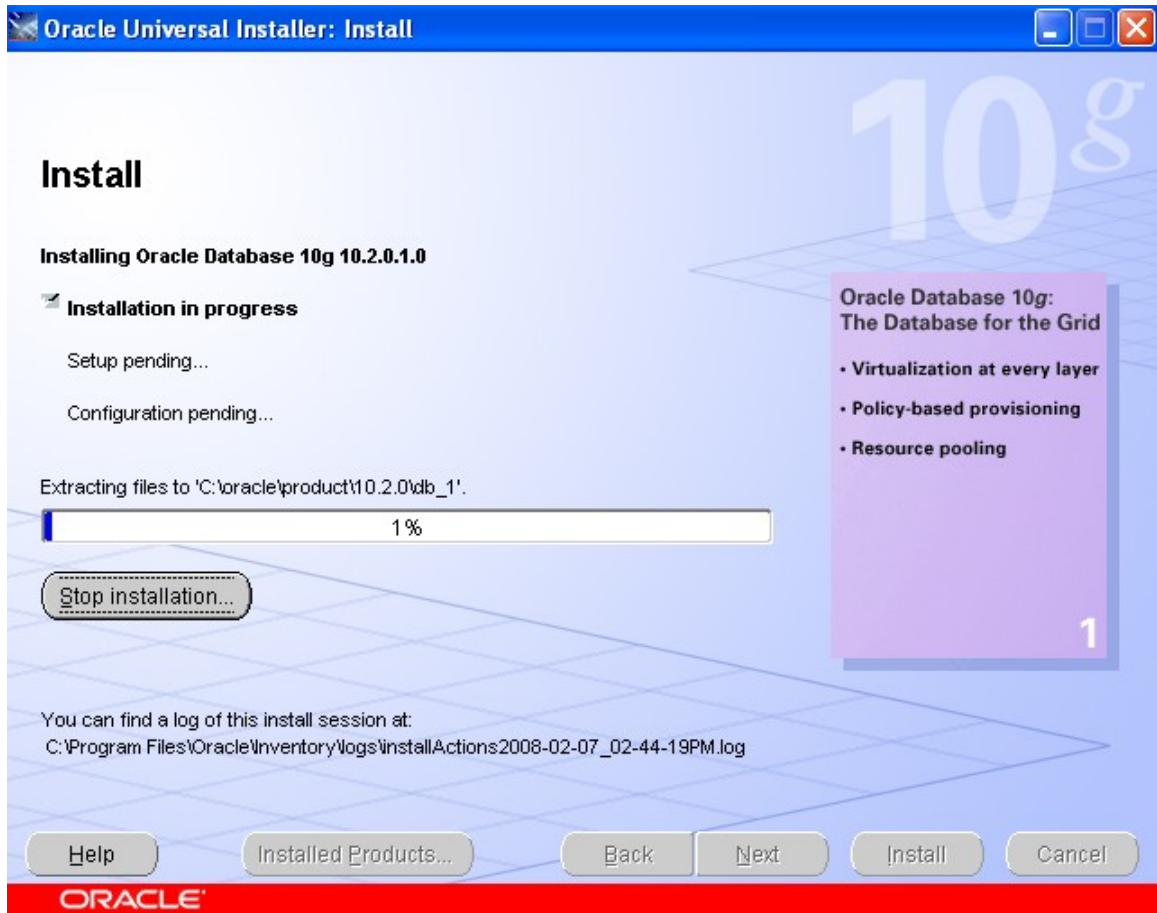 Oracle Universal Installer: Install
10g
Install
Installing Oracle Database 10g 10.2.0.1.0
Installation in progress
Setup pending...
Configuration pending...
Extracting files to 'C:\oracle\product\10.2.0\db_1'.
1%
Stop installation...
Oracle Database 10g:
The Database for the Grid
• Virtualization at every layer
• Policy-based provisioning
• Resource pooling
1
You can find a log of this install session at:
C:\Program Files\Oracle\Inventory\logs\installActions2008-02-07_02-44-19PM.log
Help Installed Products... Back Next Install Cancel
ORACLE